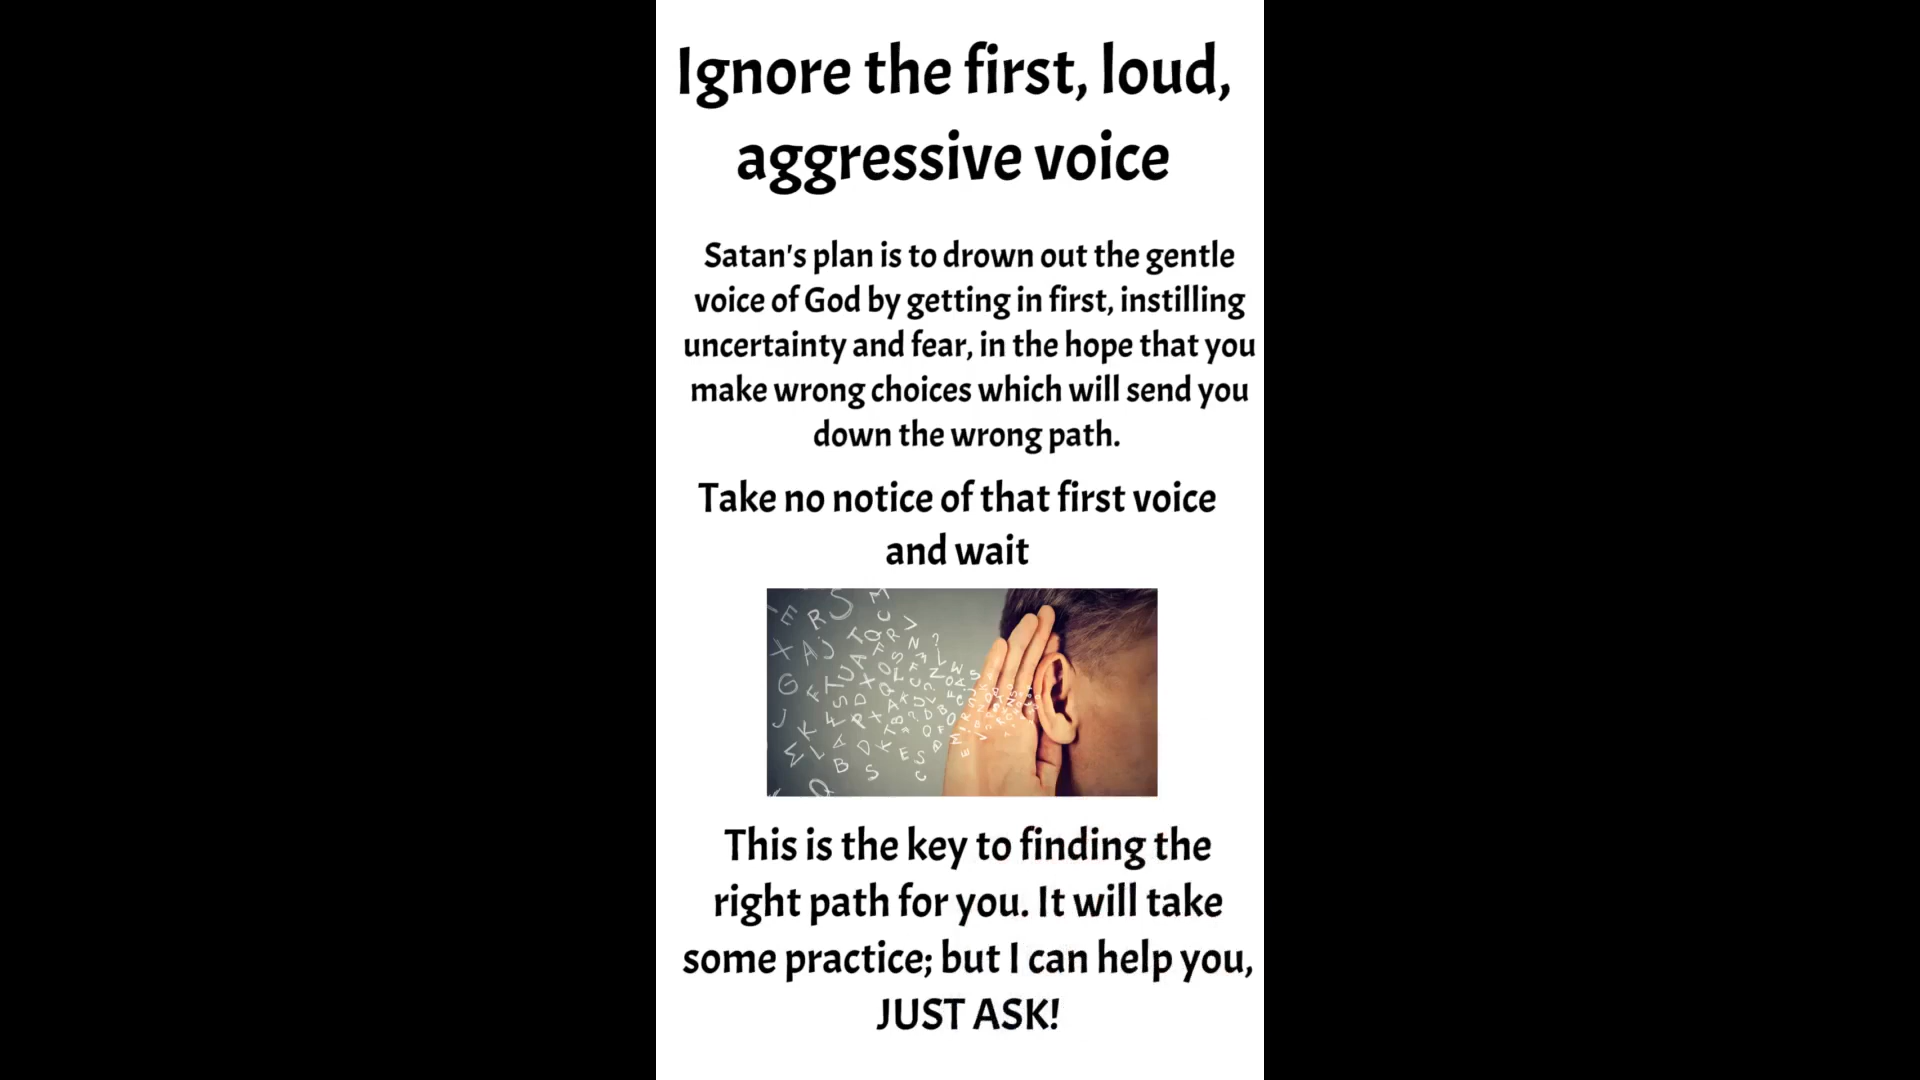 Ignore the first, loud,
aggressive voice
Satan's plan is to drown out the gentle
voice of God by getting in first, instilling
uncertainty and fear, in the hope that you
make wrong choices which will send you
down the wrong path.
Take no notice of that first voice
and wait
This is the key to finding the
right path for you. It will take
some practice; but I can help you,
JUST ASK!